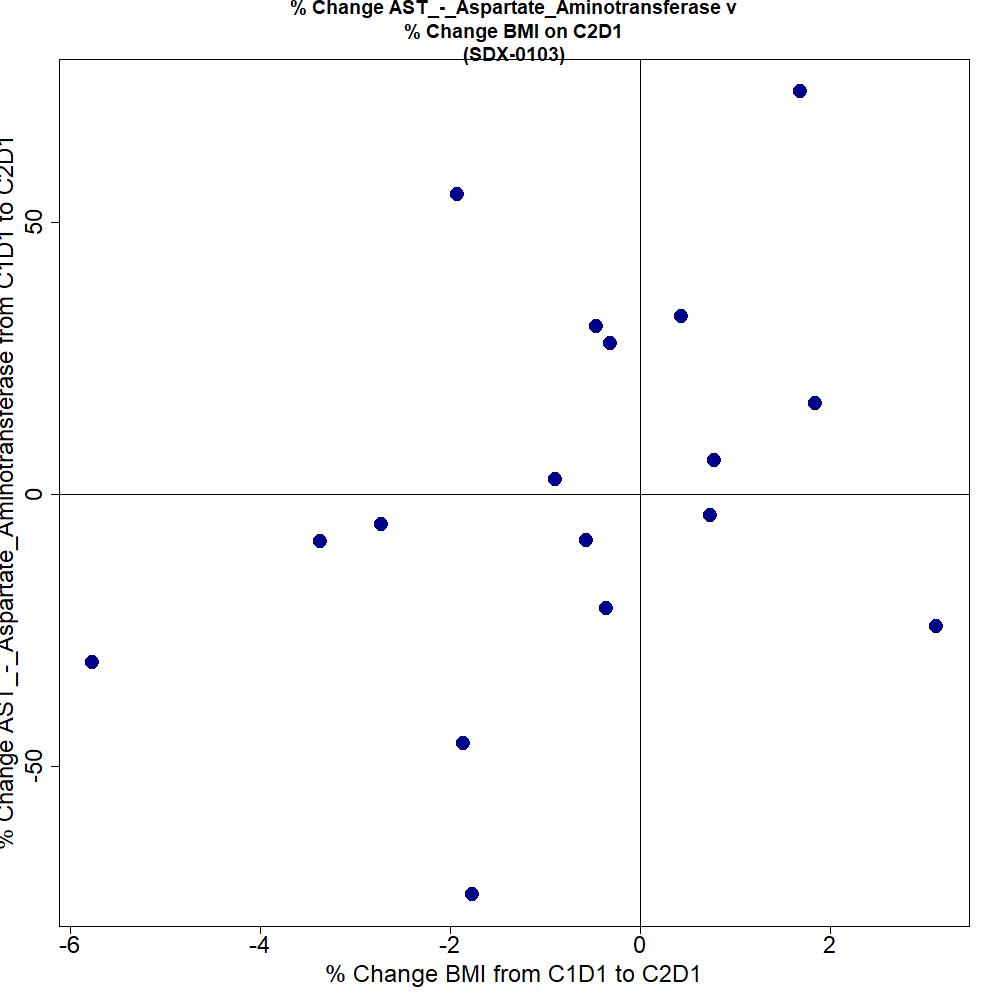 % Change AST_-_Aspartate_Aminotransferase v
% Change BMI on C2D1
(SDX-0103)
% Change AST_-_Aspartate_Aminotransferase from C1D1 to C2D1
50
0
-50
-6
-4
-2
0
2
% Change BMI from C1D1 to C2D1